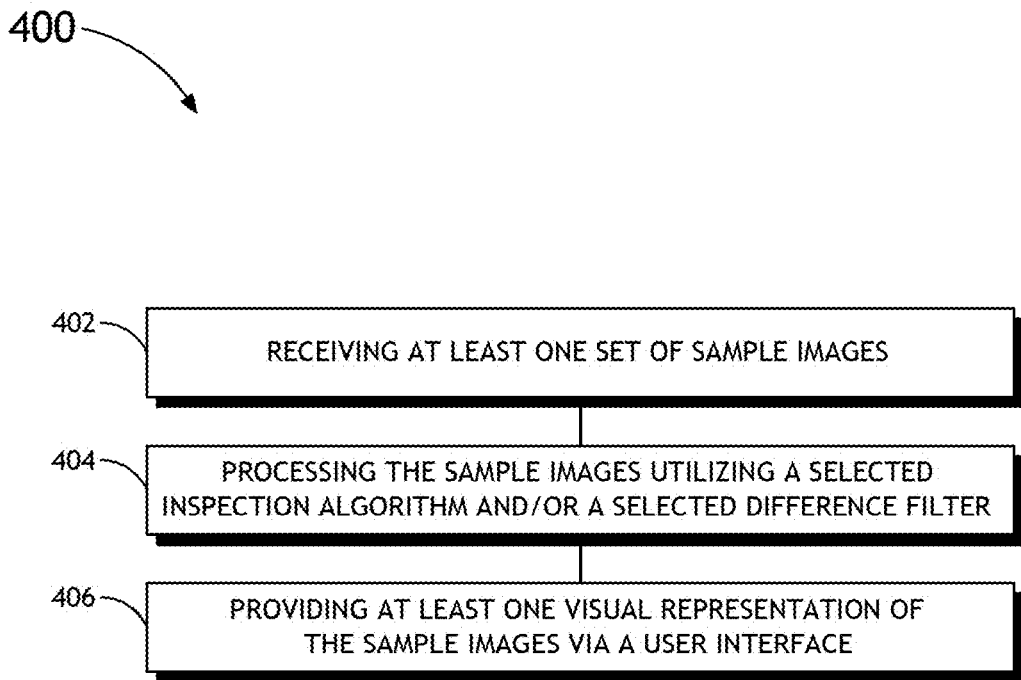 400
402
RECEIVING AT LEAST ONE SET OF SAMPLE IMAGES
404
PROCESSING THE SAMPLE IMAGES UTILIZING A SELECTED
INSPECTION ALGORITHM AND/OR A SELECTED DIFFERENCE FILTER
406
PROVIDING AT LEAST ONE VISUAL REPRESENTATION OF
THE SAMPLE IMAGES VIA A USER INTERFACE